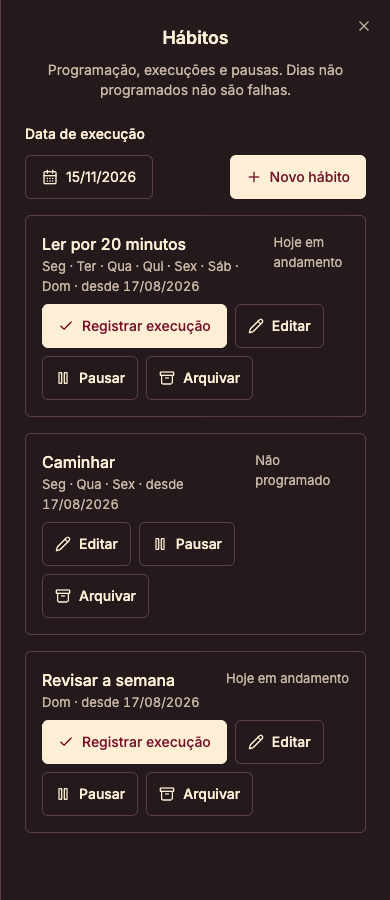 Hábitos
Programação, execuções e pausas. Dias não
programados não são falhas.
Data de execução
15/11/2026
Novo hábito
Ler por 20 minutos
Hoje em
andamento
Seg · Ter · Qua · Qui · Sex · Sáb ·
Dom · desde 17/08/2026
Registrar execução
Editar
Pausar
Arquivar
Caminhar
Não
programado
Seg · Qua · Sex · desde
17/08/2026
Editar
Pausar
Arquivar
Revisar a semana
Hoje em andamento
Dom · desde 17/08/2026
Registrar execução
Editar
Pausar
Arquivar